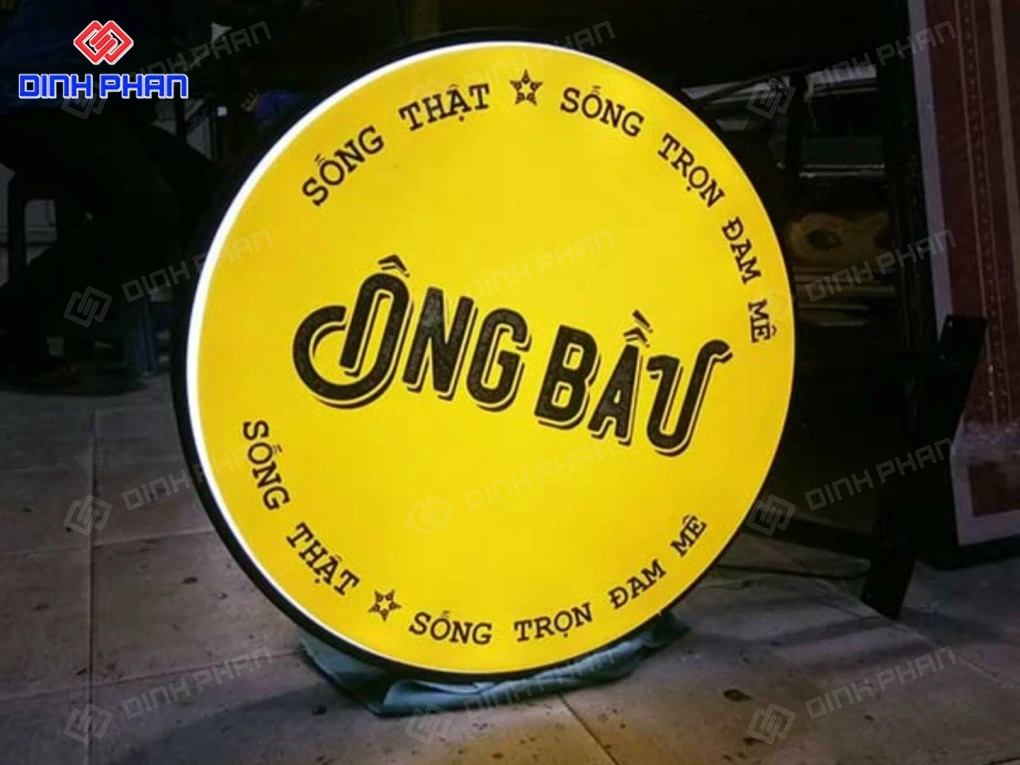 DINH PHAN
SỐNG THẬT ☆ SỐNG TRỌN ĐAM MÊ
ÔNG BẦU
SỐNG THẬT ☆ SỐNG TRỌN ĐAM MÊ